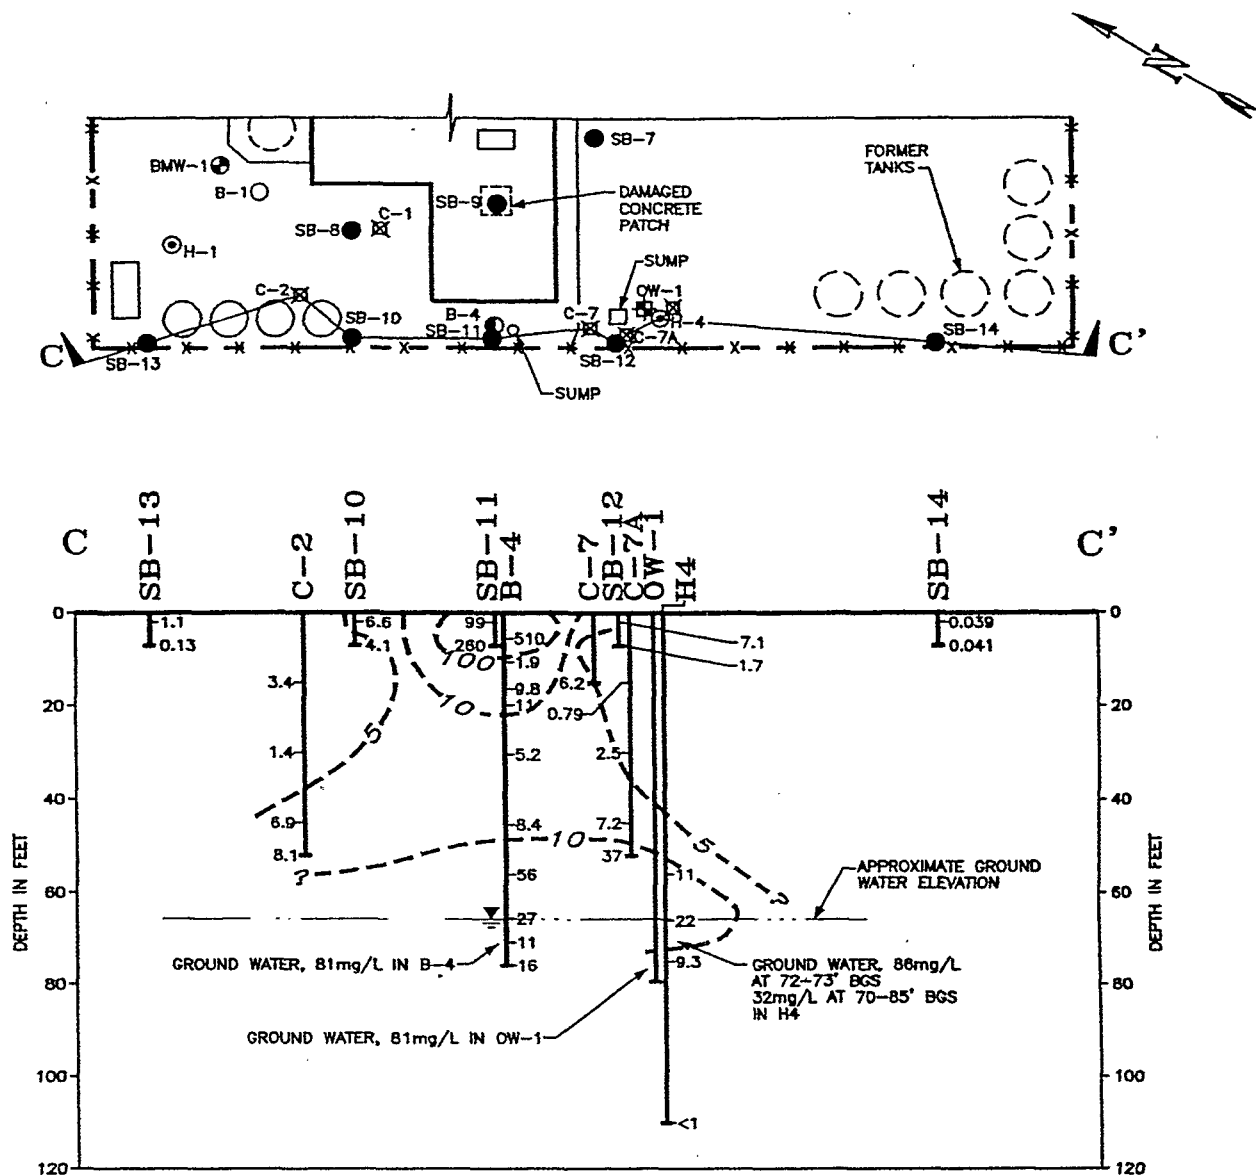 N
BMW-1
B-1
SB-7
FORMER
TANKS
SB-9
DAMAGED
CONCRETE
PATCH
C-1
SB-8
H-1
SUMP
C-2
OW-1
B-4
C-7
H-4
SB-10
SB-11
C-7A
SB-14
C
C'
SB-13
SB-12
SUMP
C
SB-13
C-2
SB-10
SB-11
B-4
C-7
SB-12
C-7A
OW-1
H4
SB-14
C'
0
1.1
6.6
99
0.039
0
0.13
4.1
260
510
7.1
0.041
100
1.9
1.7
3.4
9.8
6.2
20
10
11
0.79
20
5
1.4
5.2
2.5
40
6.9
8.4
7.2
40
8.1
10
37
5
?
56
11
?
APPROXIMATE GROUND
WATER ELEVATION
60
60
DEPTH IN FEET
DEPTH IN FEET
27
22
11
GROUND WATER, 81mg/L IN B-4
16
9.3
GROUND WATER, 86mg/L
AT 72-73' BGS
32mg/L AT 70-85' BGS
IN H4
80
80
GROUND WATER, 81mg/L IN OW-1
100
100
<1
120
120